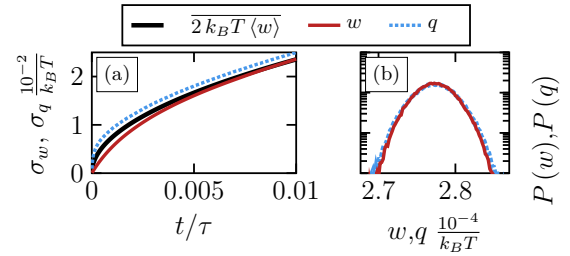 $\overline{2\,k_BT\,\langle w\rangle}$ w q
(a)
(b)
2
1
0
0 0.005 0.01
2.7 2.8
$\sigma_w,\,\sigma_q\,\frac{10^{-2}}{k_BT}$
$t/\tau$
$w,q\,\frac{10^{-4}}{k_BT}$
$P(w),P(q)$